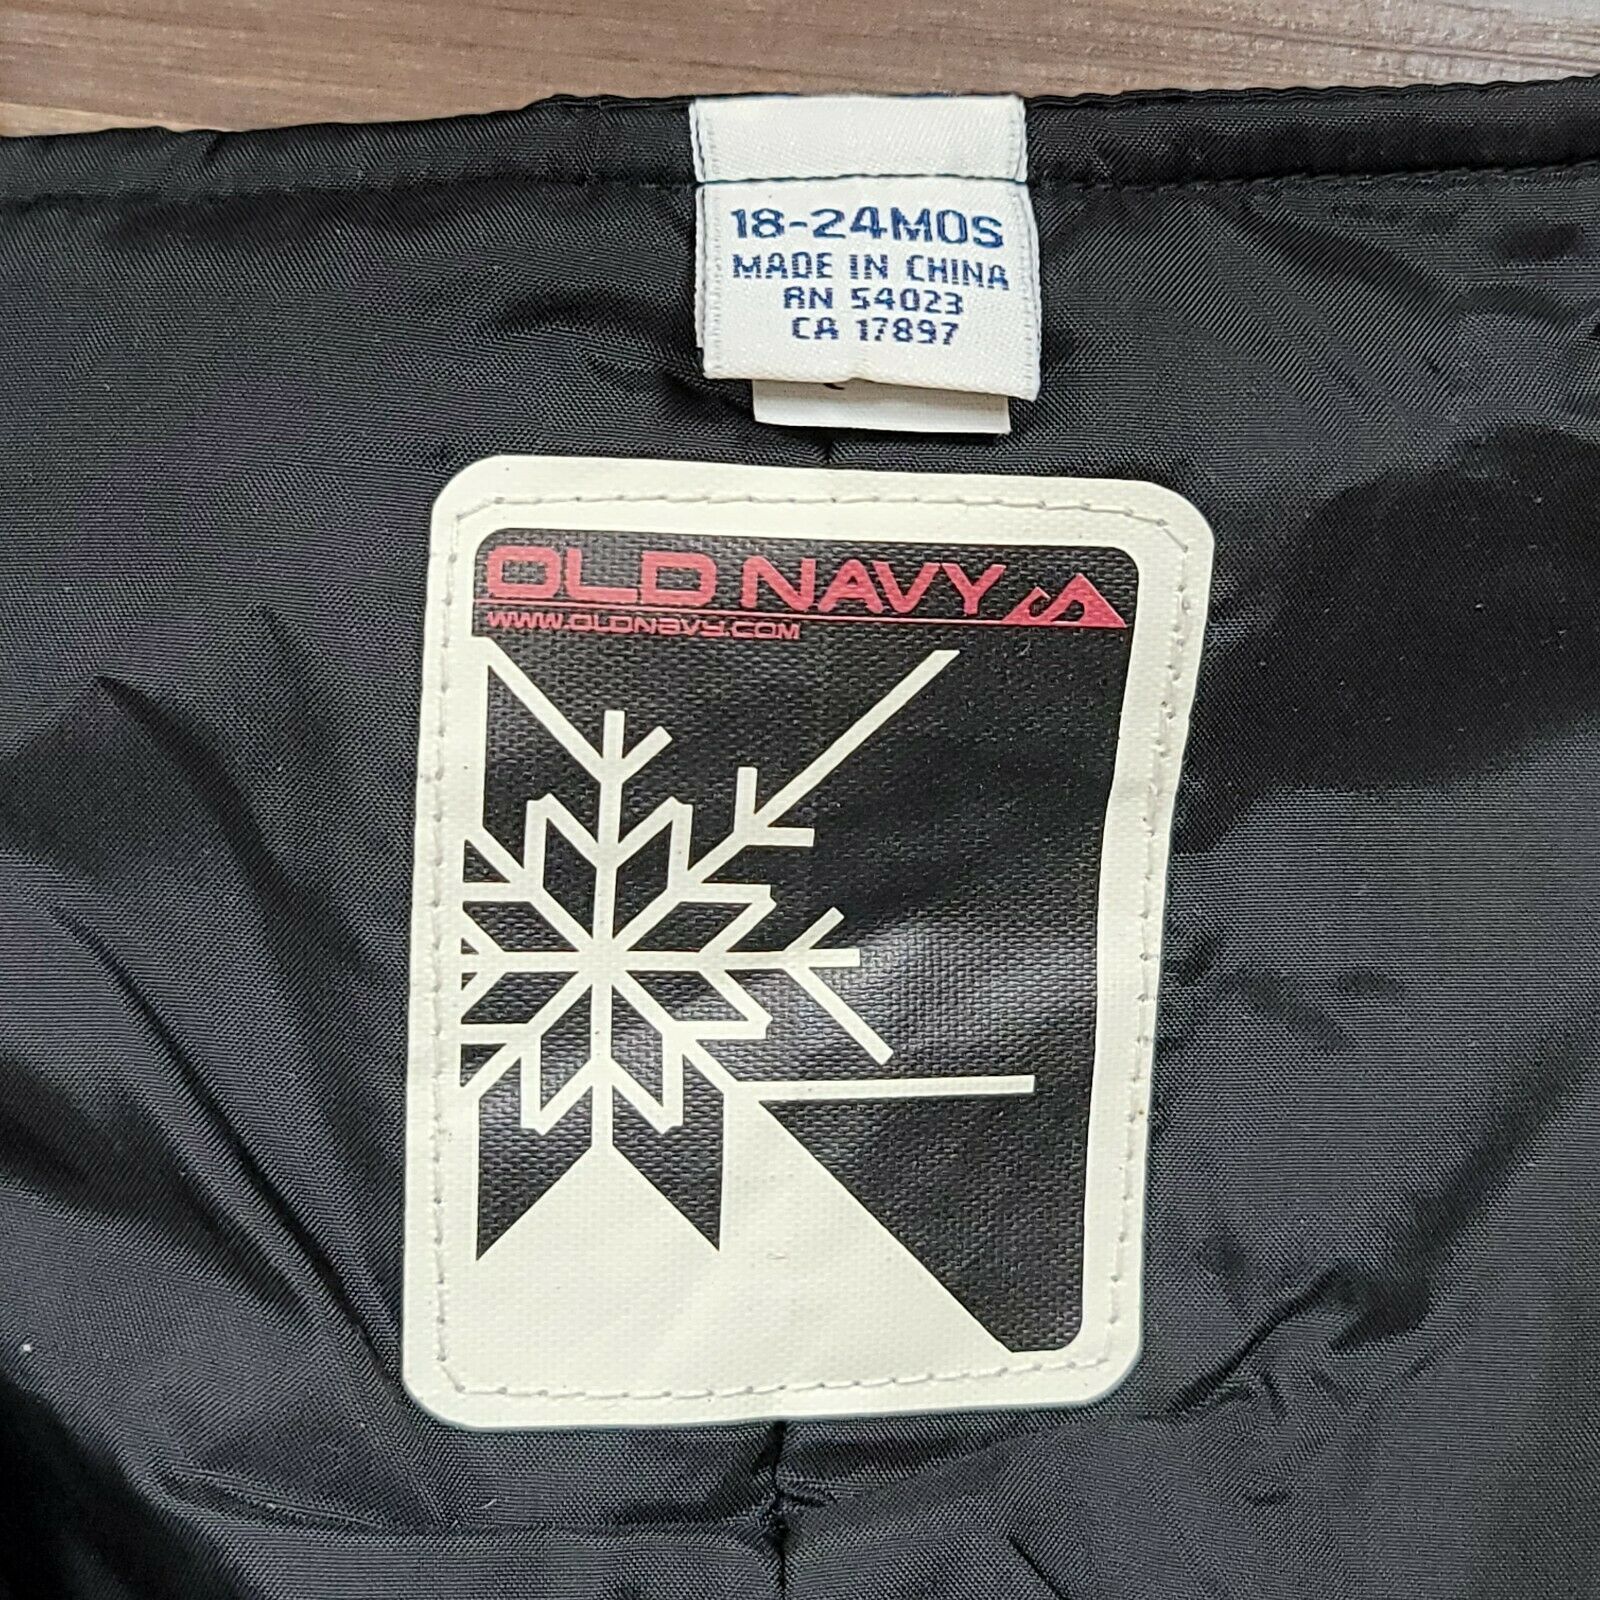 18-24MOS
MADE IN CHINA
RN 54023
CA 17897
OLD NAVY
WWW.OLDNAVY.COM